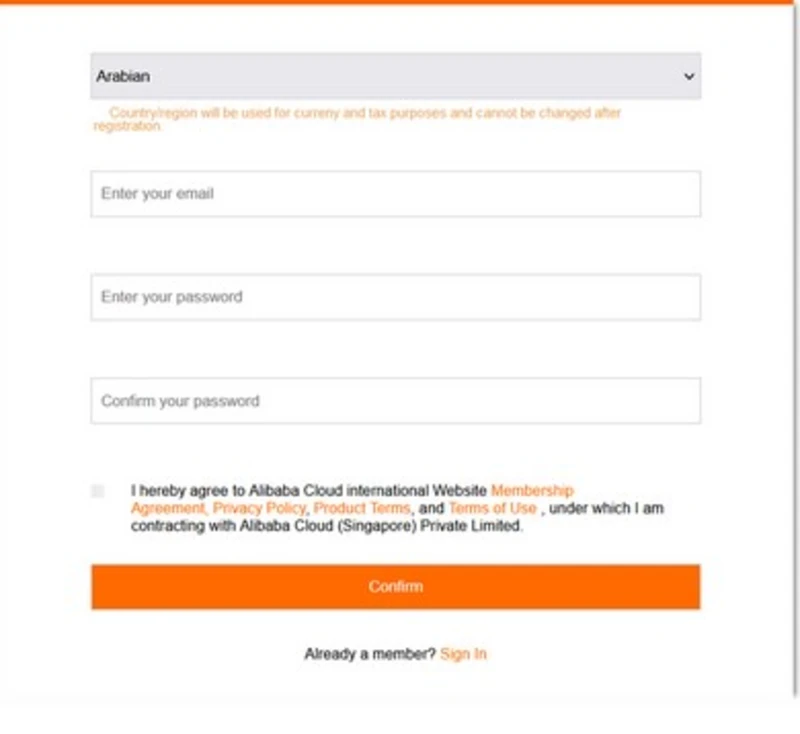 Arabian
Country/region will be used for curreny and tax purposes and cannot be changed after
registration.
Enter your email
Enter your password
Confirm your password
I hereby agree to Alibaba Cloud international Website Membership
Agreement, Privacy Policy, Product Terms, and Terms of Use , under which I am
contracting with Alibaba Cloud (Singapore) Private Limited.
Confirm
Already a member? Sign In